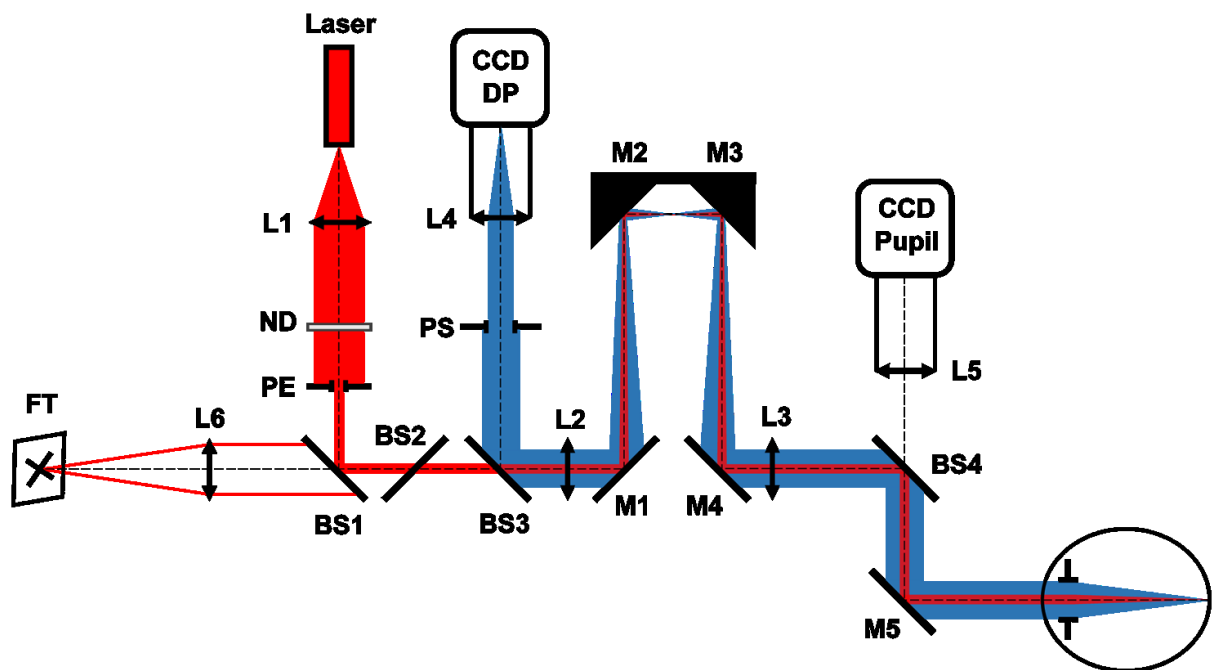 Laser
CCD
DP
M2
M3
L1
L4
CCD
Pupil
ND
PS
L5
PE
FT
L6
BS2
L2
L3
BS4
BS1
BS3
M1
M4
M5